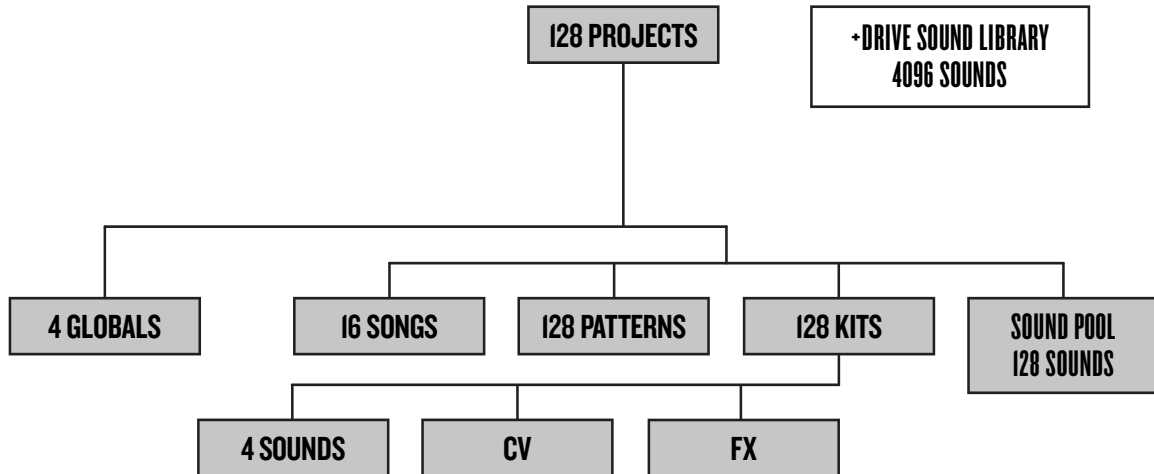 128 PROJECTS
+DRIVE SOUND LIBRARY
4096 SOUNDS
4 GLOBALS
16 SONGS
128 PATTERNS
128 KITS
SOUND POOL
128 SOUNDS
4 SOUNDS
CV
FX